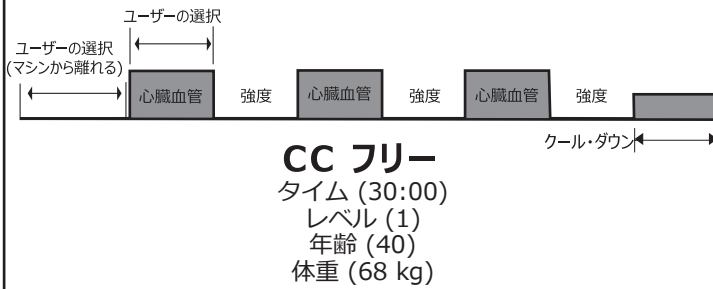 ユーザーの選択
ユーザーの選択
(マシンから離れる)
心臓血管 強度 心臓血管 強度 心臓血管 強度
クール・ダウン
CC フリー
タイム (30:00)
レベル (1)
年齢 (40)
体重 (68 kg)